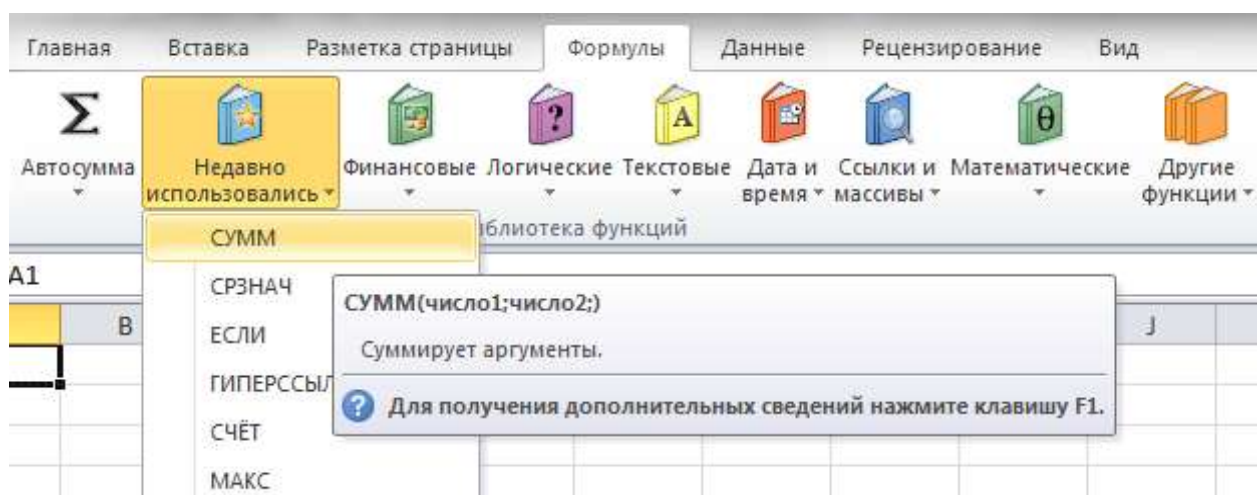 Главная Вставка Разметка страницы Формулы Данные Рецензирование Вид
Σ ? A θ
Автосумма Недавно использовались Финансовые Логические Текстовые Дата и время Ссылки и массивы Математические Другие функции
блиотека функций
СУММ
A1
СРЗНАЧ
СУММ(число1;число2;)
B J
ЕСЛИ
Суммирует аргументы.
ГИПЕРССЫЛ
? Для получения дополнительных сведений нажмите клавишу F1.
СЧЁТ
МАКС